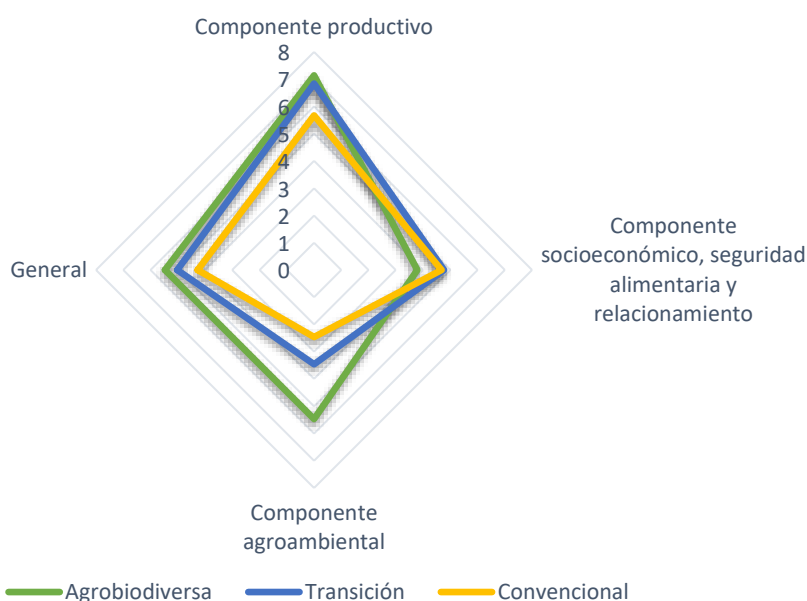 Componente productivo
8
7
6
5
4
3
2
1
0
Componente
socioeconómico, seguridad
alimentaria y
relacionamiento
General
Componente
agroambiental
Agrobiodiversa
Transición
Convencional